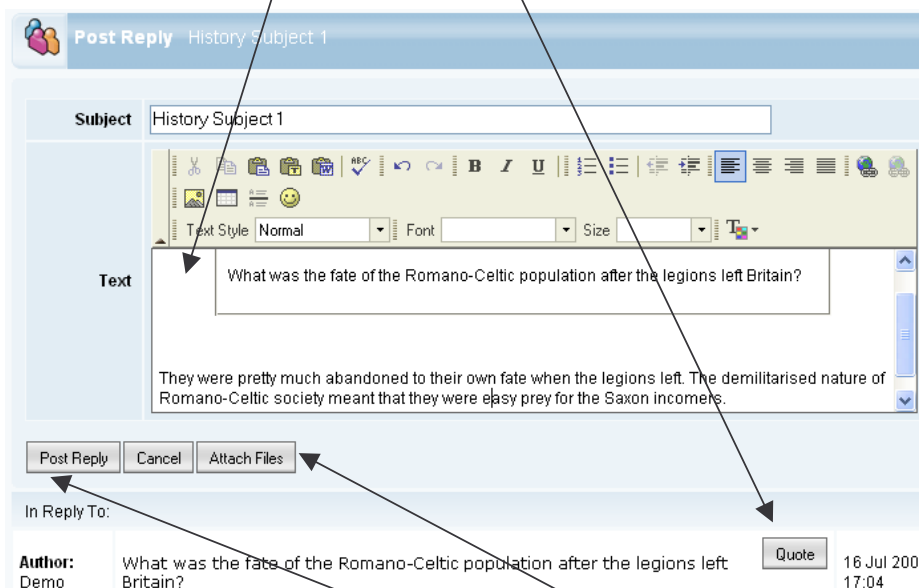 Post Reply History Subject 1
Subject History Subject 1
ABC
B I U
Text Style Normal Font Size T
Text
What was the fate of the Romano-Celtic population after the legions left Britain?
They were pretty much abandoned to their own fate when the legions left. The demilitarised nature of
Romano-Celtic society meant that they were easy prey for the Saxon incomers.
Post Reply Cancel Attach Files
In Reply To:
Author: What was the fate of the Romano-Celtic population after the legions left Quote 16 Jul 200
Demo Britain? 17:04